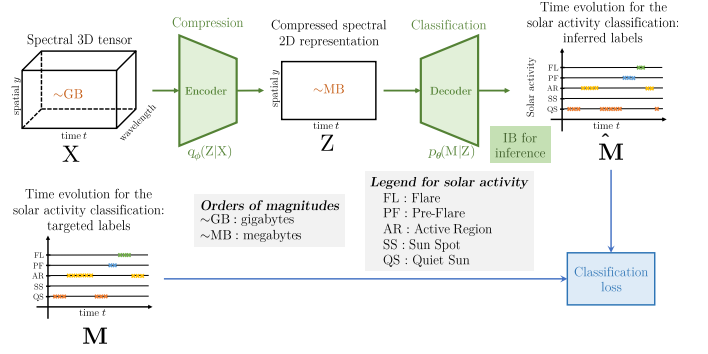 Spectral 3D tensor
spatial y
~GB
time t
wavelength
X
Compression
Encoder
qϕ(Z|X)
Compressed spectral
2D representation
spatial y
~MB
time t
Z
Classification
Decoder
pθ(M|Z)
IB for
inference
Time evolution for the
solar activity classification:
inferred labels
Solar activity
FL
PF
AR
SS
QS
time t
M̂
Time evolution for the
solar activity classification:
targeted labels
FL
PF
AR
SS
QS
time t
M
Orders of magnitudes
~GB : gigabytes
~MB : megabytes
Legend for solar activity
FL : Flare
PF : Pre-Flare
AR : Active Region
SS : Sun Spot
QS : Quiet Sun
Classification
loss